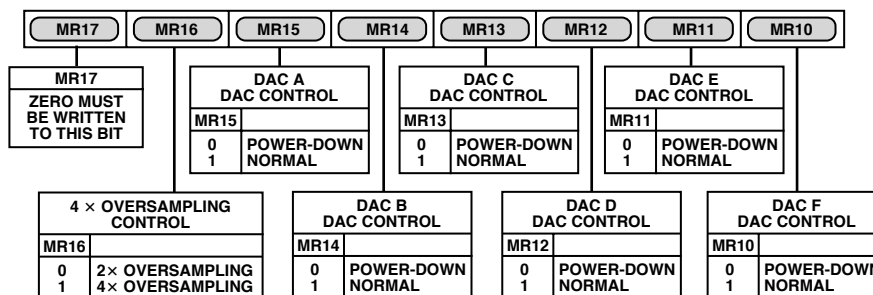 MR17 MR16 MR15 MR14 MR13 MR12 MR11 MR10
MR17
ZERO MUST
BE WRITTEN
TO THIS BIT
DAC A
DAC CONTROL
MR15
0 POWER-DOWN
1 NORMAL
DAC C
DAC CONTROL
MR13
0 POWER-DOWN
1 NORMAL
DAC E
DAC CONTROL
MR11
0 POWER-DOWN
1 NORMAL
4 × OVERSAMPLING
CONTROL
MR16
0 2× OVERSAMPLING
1 4× OVERSAMPLING
DAC B
DAC CONTROL
MR14
0 POWER-DOWN
1 NORMAL
DAC D
DAC CONTROL
MR12
0 POWER-DOWN
1 NORMAL
DAC F
DAC CONTROL
MR10
0 POWER-DOWN
1 NORMAL